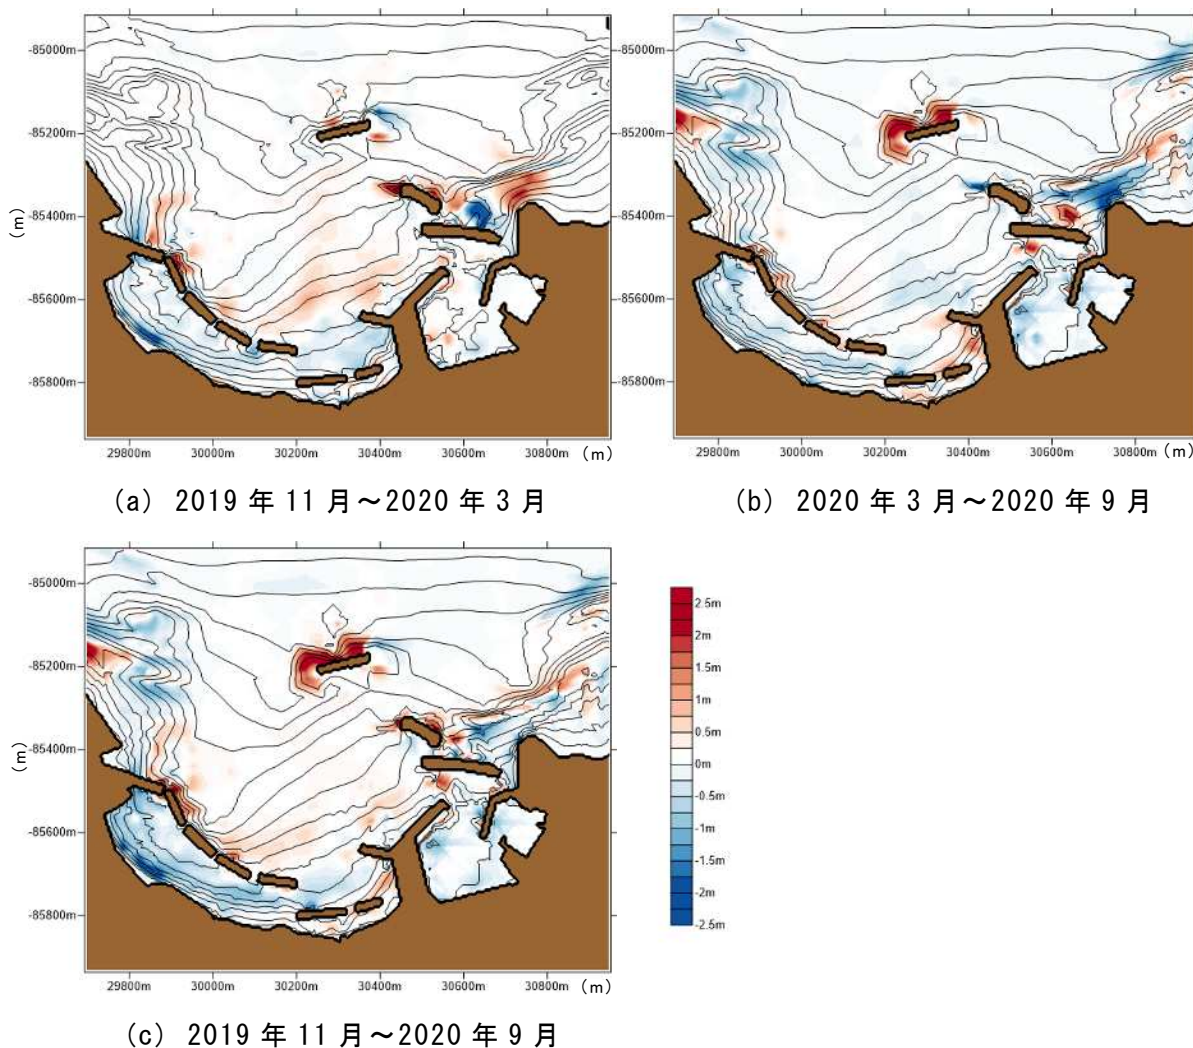 -85000m
-85200m
-85400m
-85600m
-85800m
(m)
29800m 30000m 30200m 30400m 30600m 30800m (m)
-85000m
-85200m
-85400m
-85600m
-85800m
29800m 30000m 30200m 30400m 30600m 30800m (m)
(a) 2019 年 11 月～2020 年 3 月
(b) 2020 年 3 月～2020 年 9 月
-85000m
-85200m
-85400m
-85600m
-85800m
(m)
29800m 30000m 30200m 30400m 30600m 30800m (m)
2.5m
2m
1.5m
1m
0.5m
0m
-0.5m
-1m
-1.5m
-2m
-2.5m
(c) 2019 年 11 月～2020 年 9 月